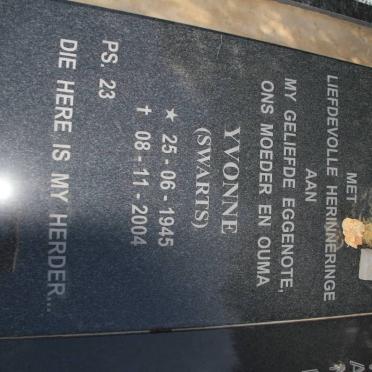 MET
LIEFDEVOLLE HERINNERINGE
AAN
MY GELIEFDE EGGENOTE,
ONS MOEDER EN OUMA
YVONNE
(SWARTS)
★ 25 - 06 - 1945
✝ 08 - 11 - 2004
PS. 23
DIE HERE IS MY HERDER....